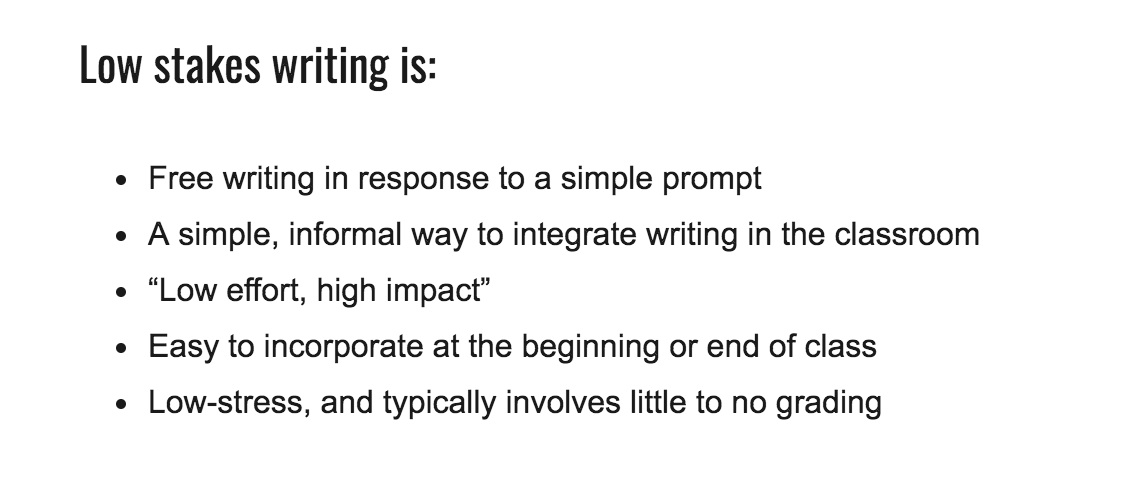 Low stakes writing is:
• Free writing in response to a simple prompt
• A simple, informal way to integrate writing in the classroom
• “Low effort, high impact”
• Easy to incorporate at the beginning or end of class
• Low-stress, and typically involves little to no grading